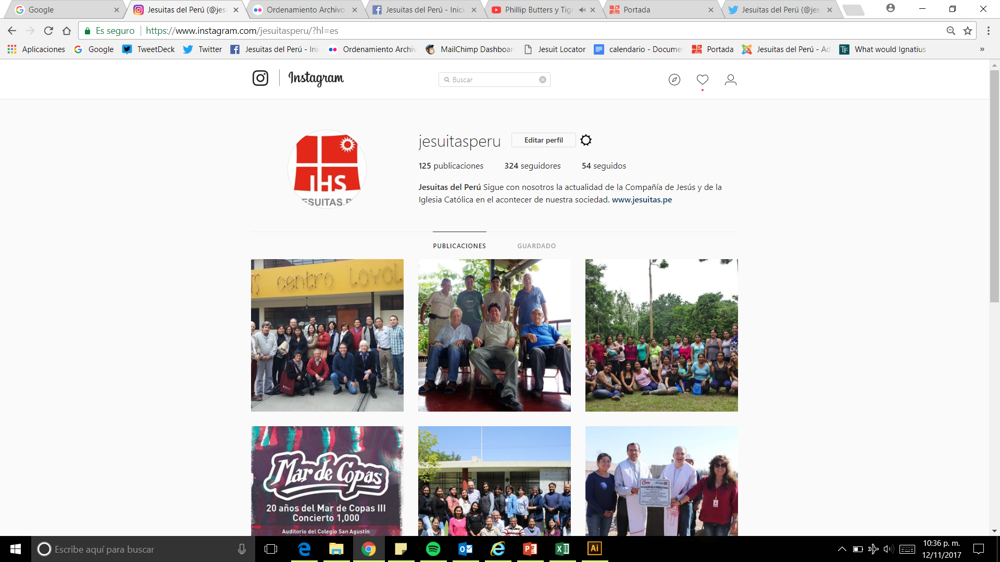 Google
Jesuitas del Perú (@jesu
Ordenamiento Archivo
Jesuitas del Perú - Inici
Phillip Butters y Tigr
Portada
Jesuitas del Perú (@jes
Es seguro
https://www.instagram.com/jesuitasperu/?hl=es
Aplicaciones
Google
TweetDeck
Twitter
Jesuitas del Perú - Ini
Ordenamiento Archiv
MailChimp Dashboar
Jesuit Locator
calendario - Docume
Portada
Jesuitas del Perú - Ad
What would Ignatius
»
Instagram
Buscar
jesuitasperu
Editar perfil
125 publicaciones 324 seguidores 54 seguidos
Jesuitas del Perú Sigue con nosotros la actualidad de la Compañía de Jesús y de la
Iglesia Católica en el acontecer de nuestra sociedad. www.jesuitas.pe
IHS
ESUITAS.P
PUBLICACIONES
GUARDADO
centro LOYOL
Mar de Copas
20 años del Mar de Copas III
Concierto 1,000
Auditorio del Colegio San Agustín
Escribe aquí para buscar
Ai
10:36 p. m.
12/11/2017